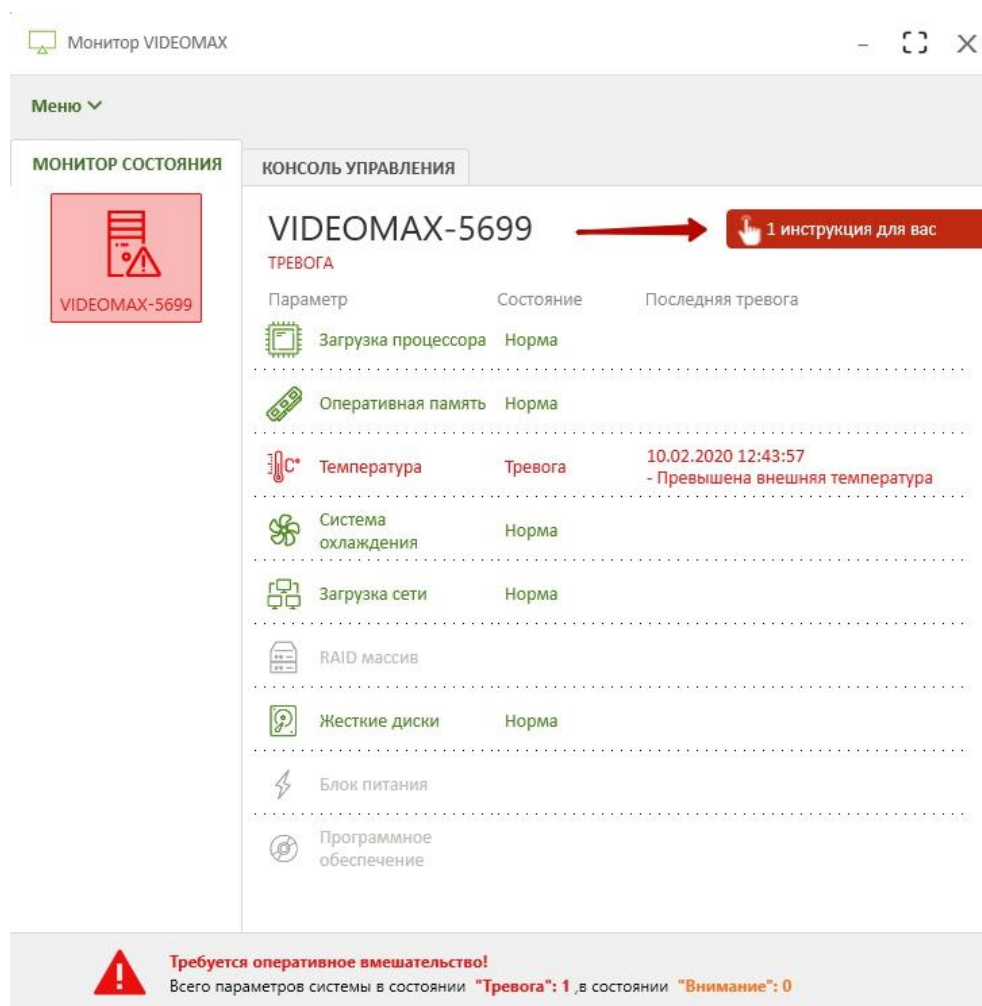 Монитор VIDEOMAX
Меню
МОНИТОР СОСТОЯНИЯ
КОНСОЛЬ УПРАВЛЕНИЯ
VIDEOMAX-5699
VIDEOMAX-5699
1 инструкция для вас
ТРЕВОГА
Параметр Состояние Последняя тревога
Загрузка процессора Норма
Оперативная память Норма
C° Температура Тревога 10.02.2020 12:43:57
- Превышена внешняя температура
Система
охлаждения Норма
Загрузка сети Норма
RAID массив
Жесткие диски Норма
Блок питания
Программное
обеспечение
Требуется оперативное вмешательство!
Всего параметров системы в состоянии "Тревога": 1 ,в состоянии "Внимание": 0